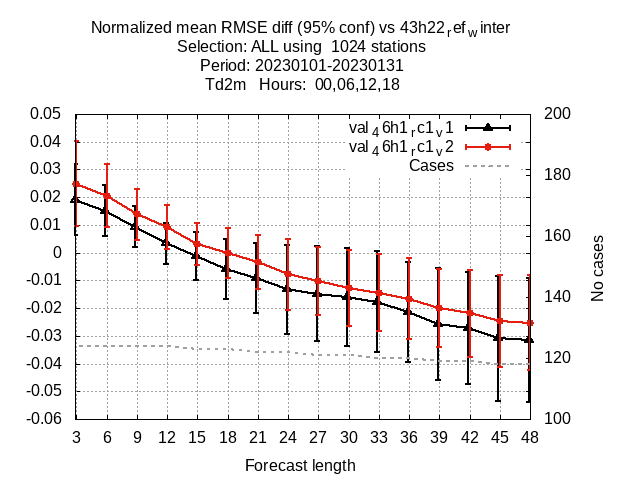 Normalized mean RMSE diff (95% conf) vs 43h22refwinter
Selection: ALL using  1024 stations
Period: 20230101-20230131
Td2m   Hours:  00,06,12,18
0.05
0.04
0.03
0.02
0.01
0
-0.01
-0.02
-0.03
-0.04
-0.05
-0.06
val46h1rc1v1
val46h1rc1v2
Cases
200
180
160
140
120
100
No cases
3 6 9 12 15 18 21 24 27 30 33 36 39 42 45 48
Forecast length